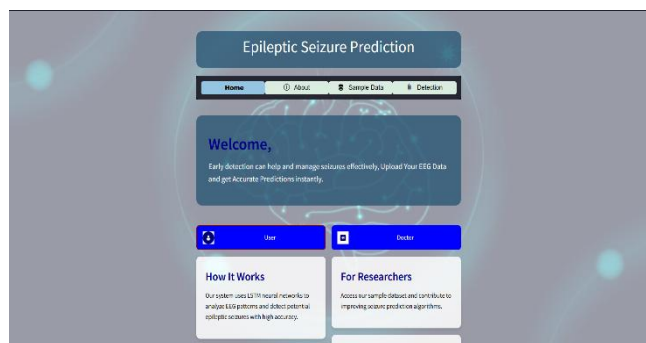 Epileptic Seizure Prediction
Home
About
Sample Data
Detection
Welcome,
Early detection can help and manage seizures effectively, Upload Your EEG Data
and get Accurate Predictions instantly.
User
Doctor
How It Works
Our system uses LSTM neural networks to
analyze EEG patterns and detect potential
epileptic seizures with high accuracy.
For Researchers
Access our sample dataset and contribute to
improving seizure prediction algorithms.